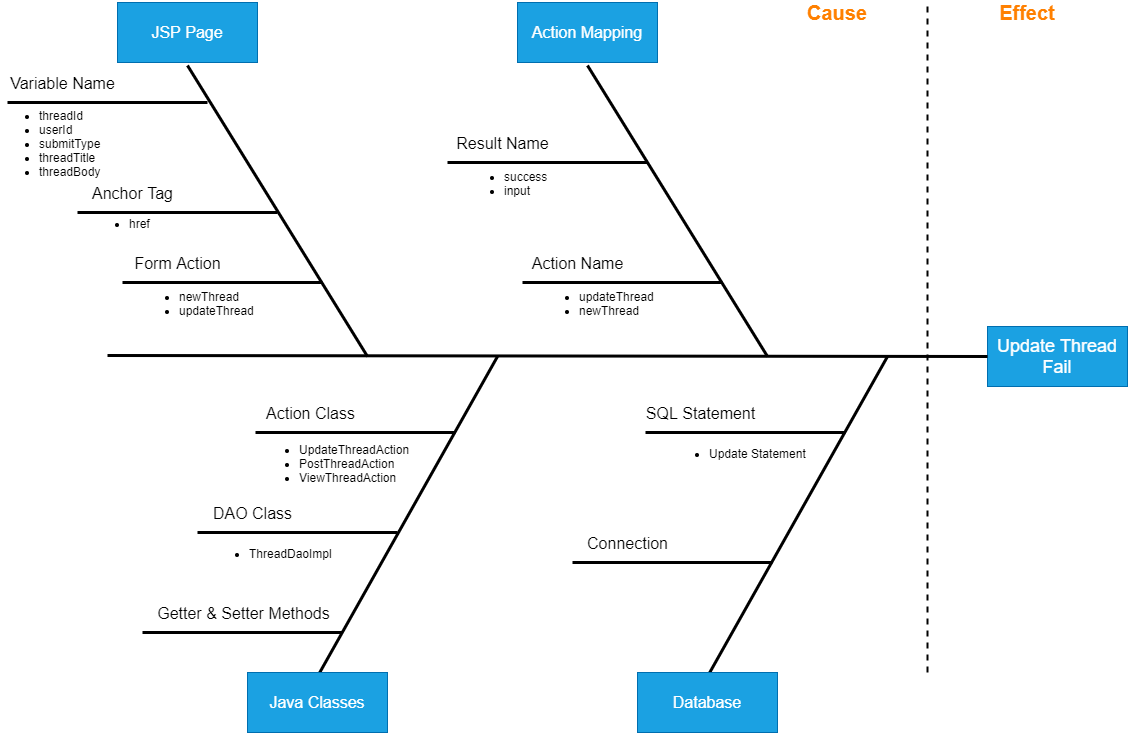 Cause
Effect
JSP Page
Action Mapping
Variable Name
threadId
userId
submitType
threadTitle
threadBody
Anchor Tag
href
Form Action
newThread
updateThread
Result Name
success
input
Action Name
updateThread
newThread
Update Thread
Fail
Action Class
UpdateThreadAction
PostThreadAction
ViewThreadAction
DAO Class
ThreadDaoImpl
Getter & Setter Methods
SQL Statement
Update Statement
Connection
Java Classes
Database